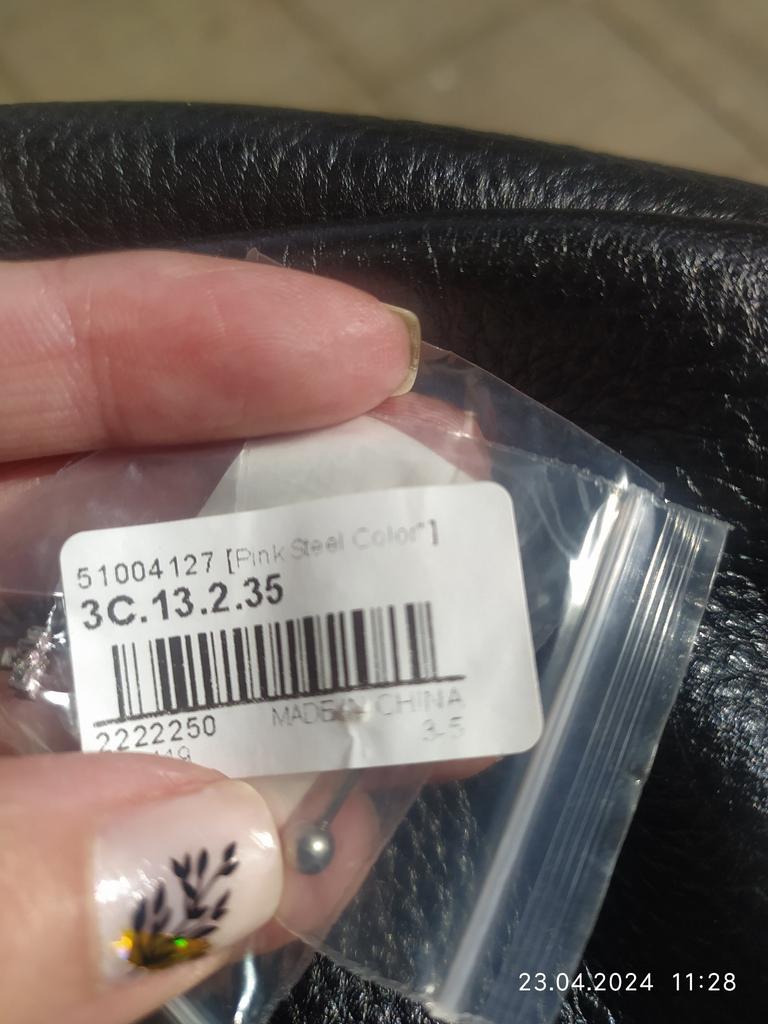 51004127 [Pink Steel Color"]
3C.13.2.35
2222250 MADE IN CHINA
3-5
23.04.2024 11:28